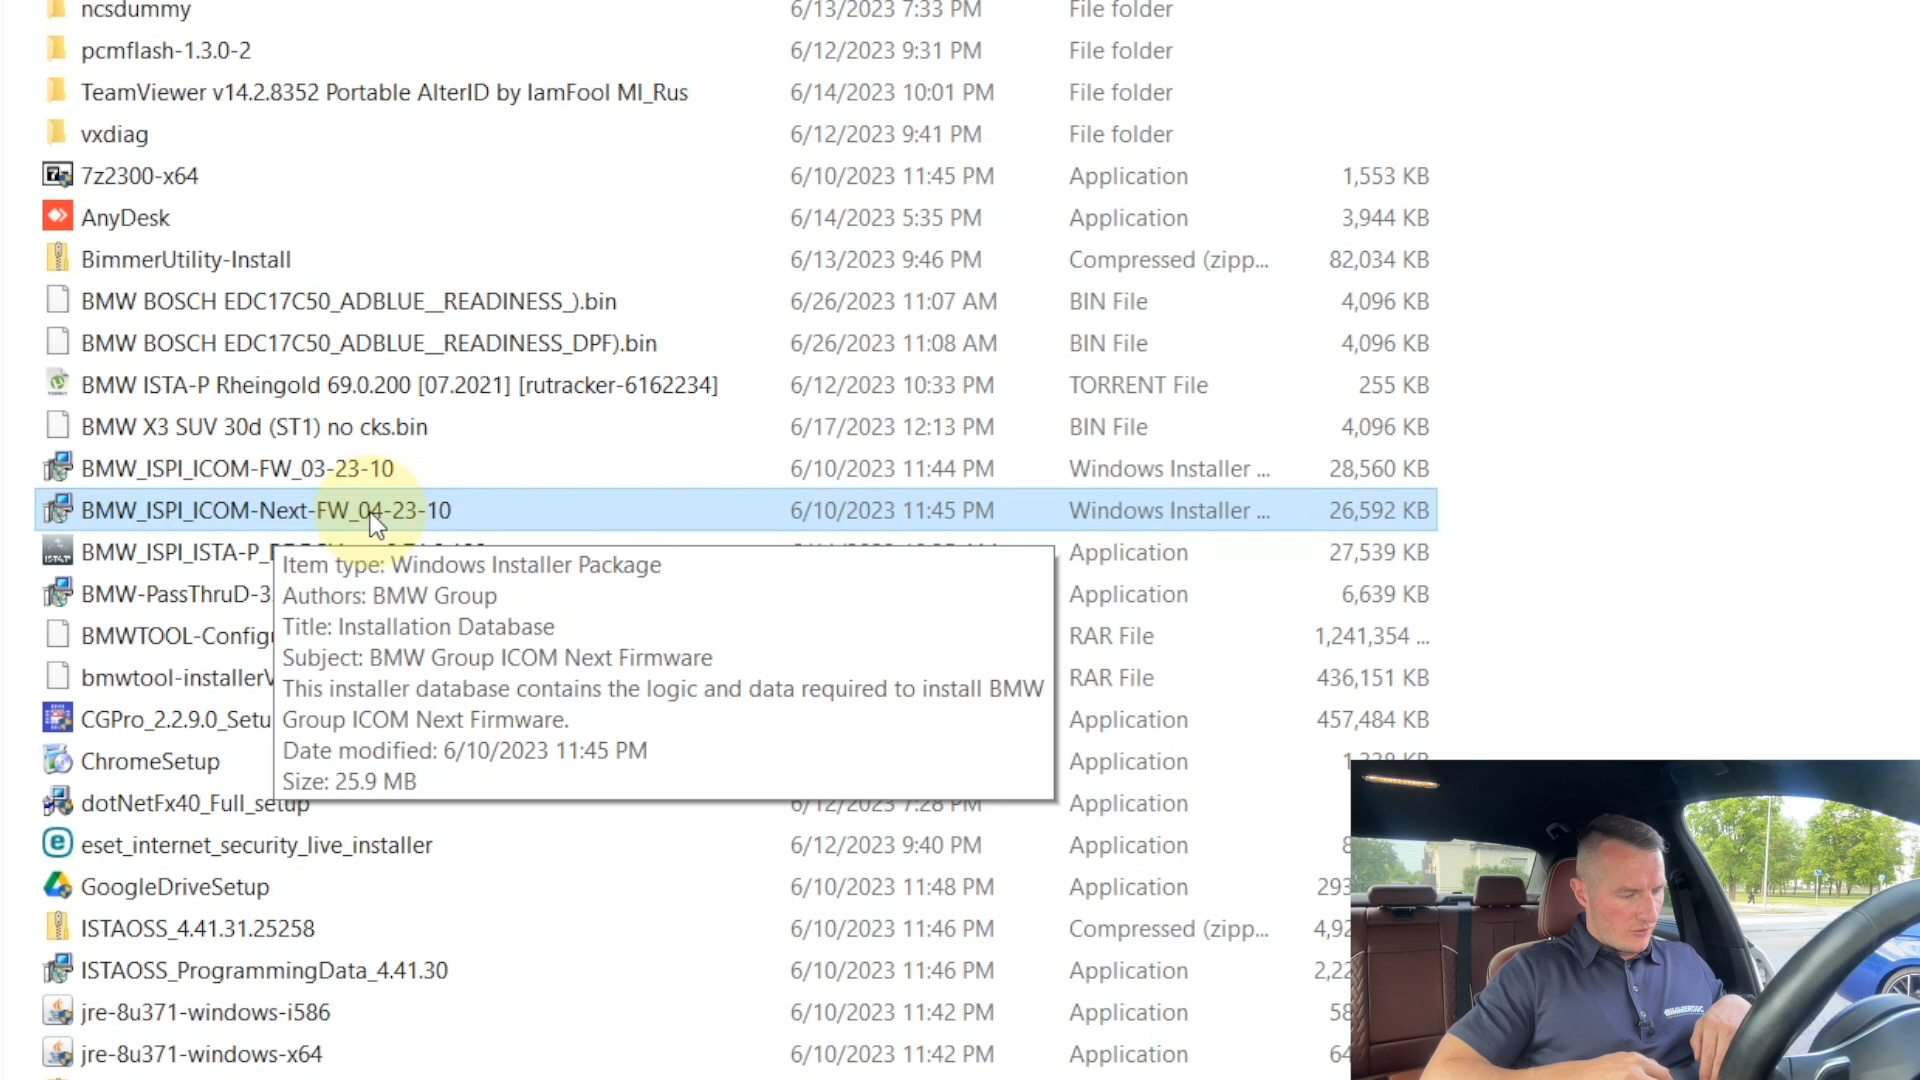 ncsdummy 6/13/2023 7:33 PM File folder
pcmflash-1.3.0-2 6/12/2023 9:31 PM File folder
TeamViewer v14.2.8352 Portable AlterID by IamFool MI_Rus 6/14/2023 10:01 PM File folder
vxdiag 6/12/2023 9:41 PM File folder
7z2300-x64 6/10/2023 11:45 PM Application 1,553 KB
AnyDesk 6/14/2023 5:35 PM Application 3,944 KB
BimmerUtility-Install 6/13/2023 9:46 PM Compressed (zipp... 82,034 KB
BMW BOSCH EDC17C50_ADBLUE__READINESS_).bin 6/26/2023 11:07 AM BIN File 4,096 KB
BMW BOSCH EDC17C50_ADBLUE__READINESS_DPF).bin 6/26/2023 11:08 AM BIN File 4,096 KB
BMW ISTA-P Rheingold 69.0.200 [07.2021] [rutracker-6162234] 6/12/2023 10:33 PM TORRENT File 255 KB
BMW X3 SUV 30d (ST1) no cks.bin 6/17/2023 12:13 PM BIN File 4,096 KB
BMW_ISPI_ICOM-FW_03-23-10 6/10/2023 11:44 PM Windows Installer ... 28,560 KB
BMW_ISPI_ICOM-Next-FW_04-23-10 6/10/2023 11:45 PM Windows Installer ... 26,592 KB
BMW_ISPI_ISTA-P_ Application 27,539 KB
Item type: Windows Installer Package
BMW-PassThruD-3 Application 6,639 KB
Authors: BMW Group
Title: Installation Database
BMWTOOL-Config RAR File 1,241,354 ...
Subject: BMW Group ICOM Next Firmware
bmwtool-installerV RAR File 436,151 KB
This installer database contains the logic and data required to install BMW
Group ICOM Next Firmware.
CGPro_2.2.9.0_Setu Application 457,484 KB
Date modified: 6/10/2023 11:45 PM
ChromeSetup Application
Size: 25.9 MB
dotNetFx40_Full_setup 6/12/2023 7:28 PM Application
eset_internet_security_live_installer 6/12/2023 9:40 PM Application 8
GoogleDriveSetup 6/10/2023 11:48 PM Application 293
ISTAOSS_4.41.31.25258 6/10/2023 11:46 PM Compressed (zipp... 4,92
ISTAOSS_ProgrammingData_4.41.30 6/10/2023 11:46 PM Application 2,22
jre-8u371-windows-i586 6/10/2023 11:42 PM Application 58
jre-8u371-windows-x64 6/10/2023 11:42 PM Application 64